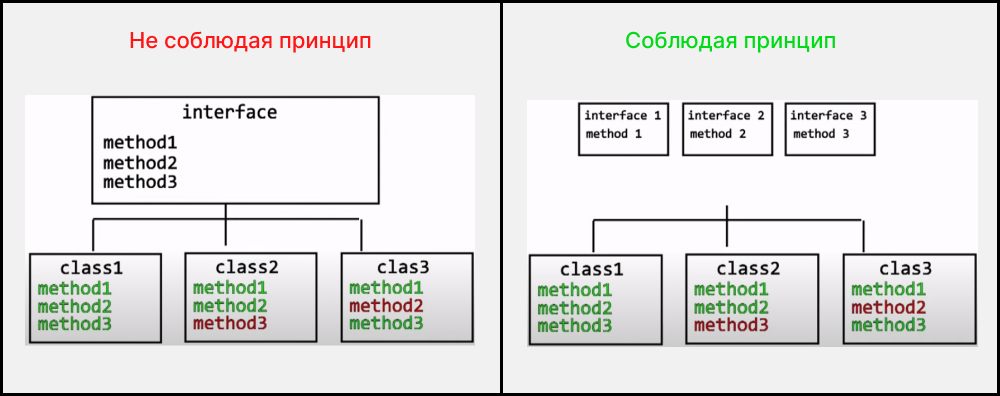 Не соблюдая принцип
interface
method1
method2
method3
class1
method1
method2
method3
class2
method1
method2
method3
clas3
method1
method2
method3
Соблюдая принцип
interface 1
method 1
interface 2
method 2
interface 3
method 3
class1
method1
method2
method3
class2
method1
method2
method3
clas3
method1
method2
method3